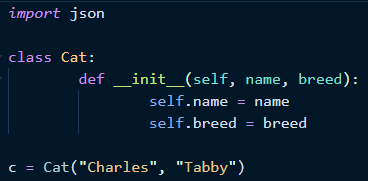 import json

class Cat:
        def __init__(self, name, breed):
                self.name = name
                self.breed = breed

c = Cat("Charles", "Tabby")